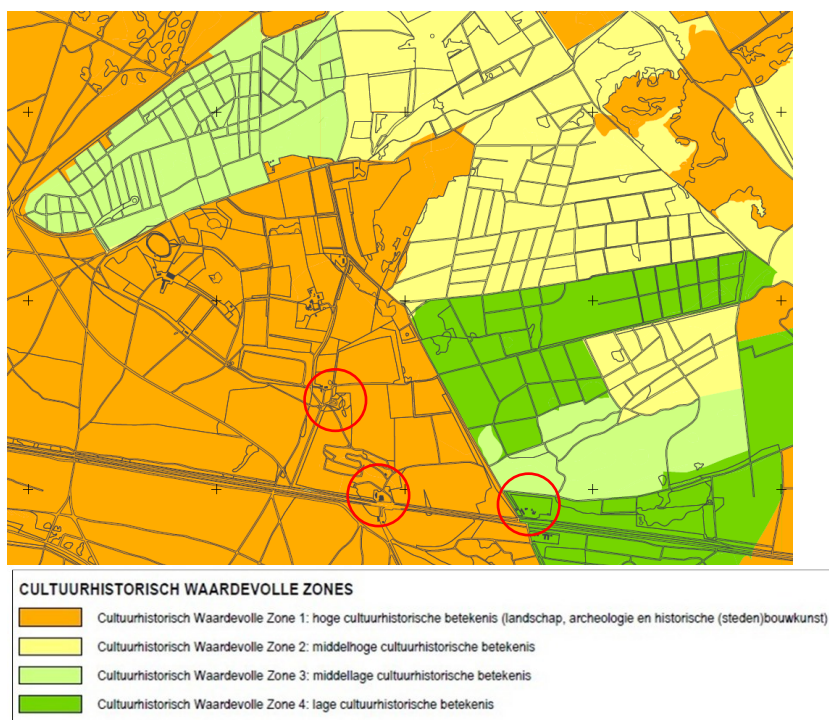 CULTUURHISTORISCH WAARDEVOLLE ZONES
Cultuurhistorisch Waardevolle Zone 1: hoge cultuurhistorische betekenis (landschap, archeologie en historische (steden)bouwkunst)
Cultuurhistorisch Waardevolle Zone 2: middelhoge cultuurhistorische betekenis
Cultuurhistorisch Waardevolle Zone 3: middellage cultuurhistorische betekenis
Cultuurhistorisch Waardevolle Zone 4: lage cultuurhistorische betekenis